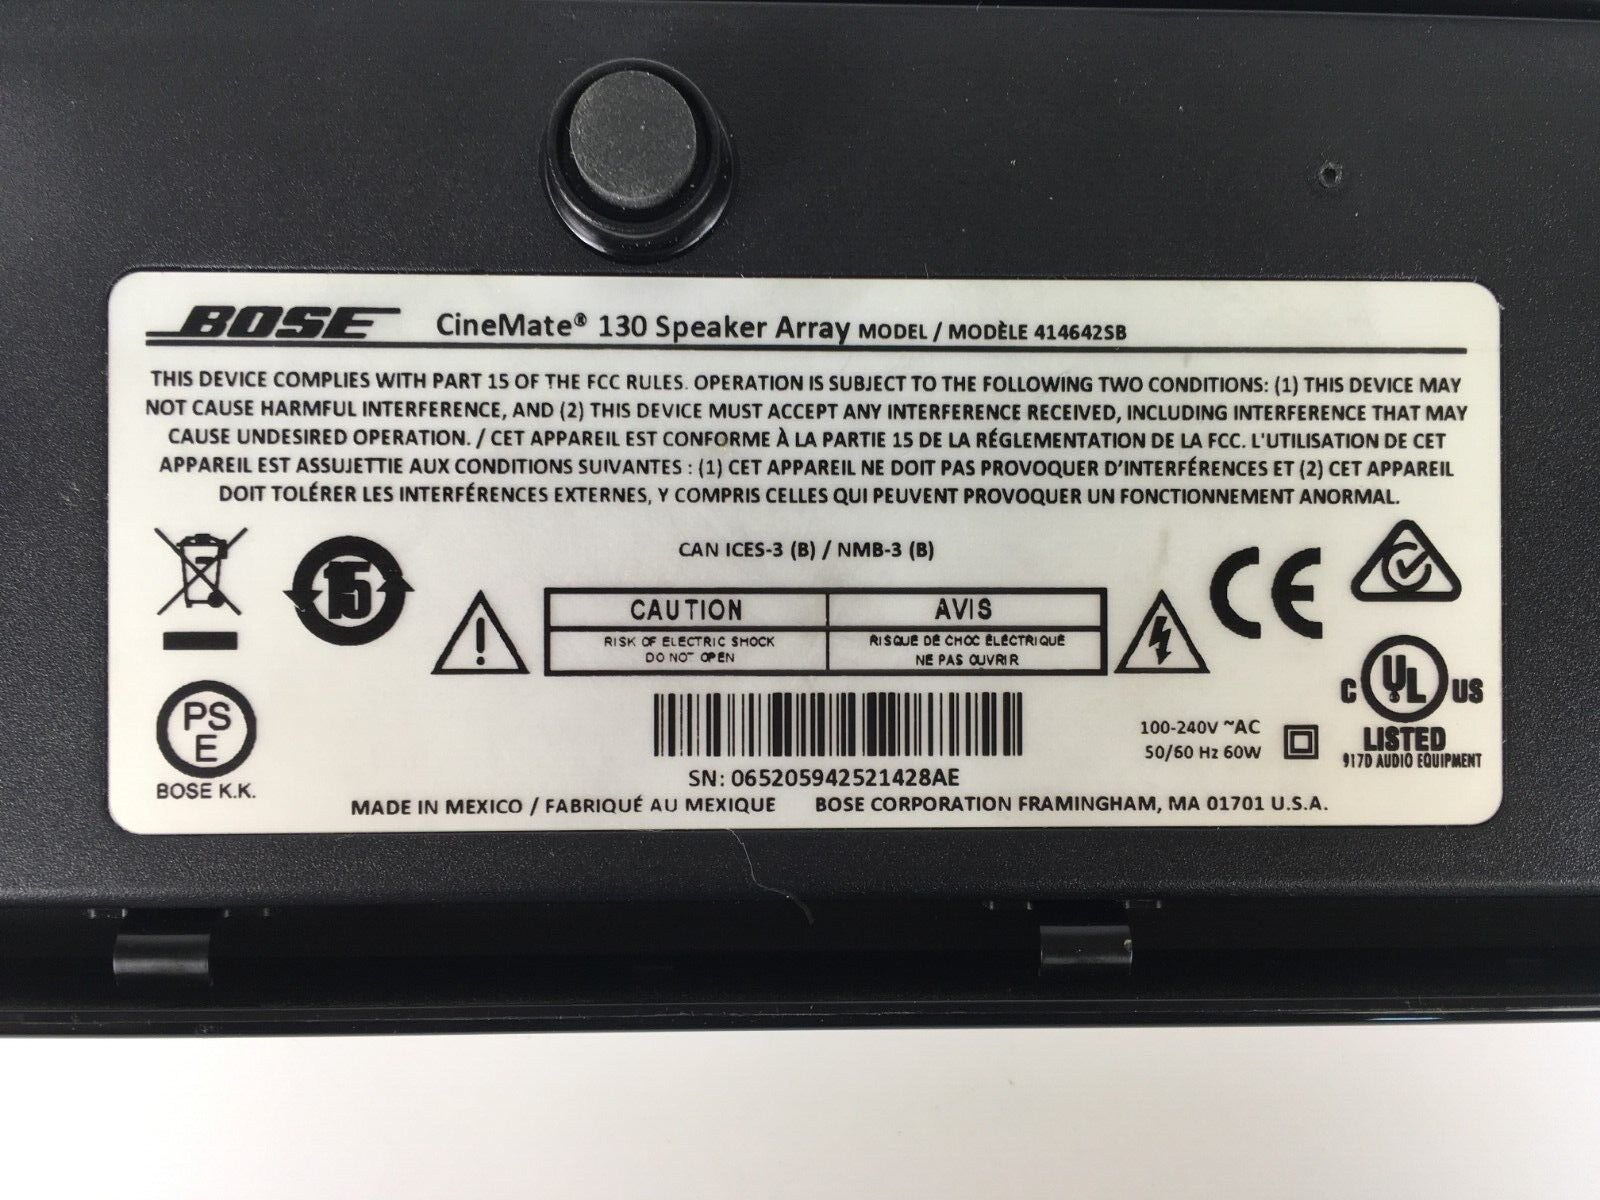 BOSE CineMate® 130 Speaker Array MODEL / MODÈLE 414642SB
THIS DEVICE COMPLIES WITH PART 15 OF THE FCC RULES. OPERATION IS SUBJECT TO THE FOLLOWING TWO CONDITIONS: (1) THIS DEVICE MAY
NOT CAUSE HARMFUL INTERFERENCE, AND (2) THIS DEVICE MUST ACCEPT ANY INTERFERENCE RECEIVED, INCLUDING INTERFERENCE THAT MAY
CAUSE UNDESIRED OPERATION. / CET APPAREIL EST CONFORME À LA PARTIE 15 DE LA RÉGLEMENTATION DE LA FCC. L'UTILISATION DE CET
APPAREIL EST ASSUJETTIE AUX CONDITIONS SUIVANTES : (1) CET APPAREIL NE DOIT PAS PROVOQUER D'INTERFÉRENCES ET (2) CET APPAREIL
DOIT TOLÉRER LES INTERFÉRENCES EXTERNES, Y COMPRIS CELLES QUI PEUVENT PROVOQUER UN FONCTIONNEMENT ANORMAL.
CAN ICES-3 (B) / NMB-3 (B)
15
CAUTION
RISK OF ELECTRIC SHOCK
DO NOT OPEN
AVIS
RISQUE DE CHOC ÉLECTRIQUE
NE PAS OUVRIR
CE
PS
E
BOSE K.K.
SN: 065205942521428AE
100-240V ~AC
50/60 Hz 60W
C UL US
LISTED
917D AUDIO EQUIPMENT
MADE IN MEXICO / FABRIQUÉ AU MEXIQUE BOSE CORPORATION FRAMINGHAM, MA 01701 U.S.A.